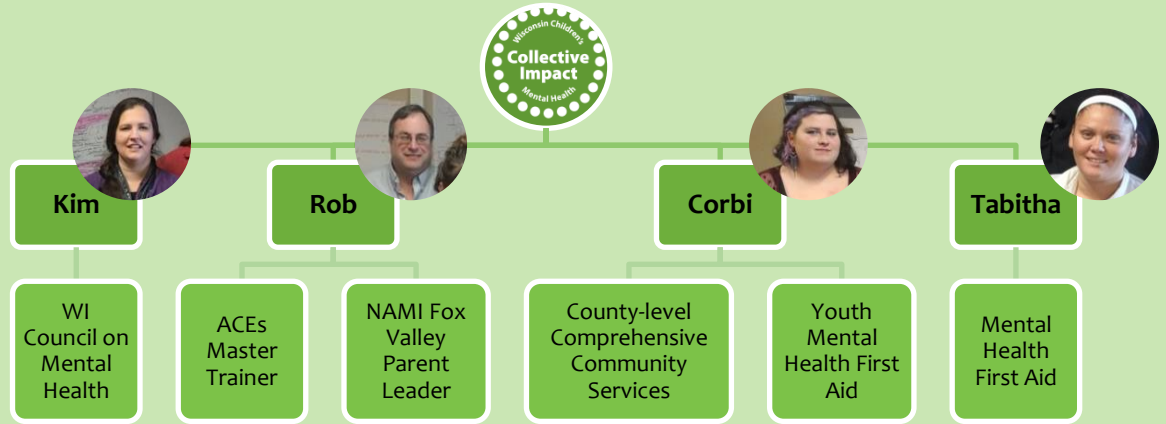 Wisconsin Children's
Collective
Impact
Mental Health
Kim
Rob
Corbi
Tabitha
WI
Council on
Mental
Health
ACEs
Master
Trainer
NAMI Fox
Valley
Parent
Leader
County-level
Comprehensive
Community
Services
Youth
Mental
Health First
Aid
Mental
Health
First Aid